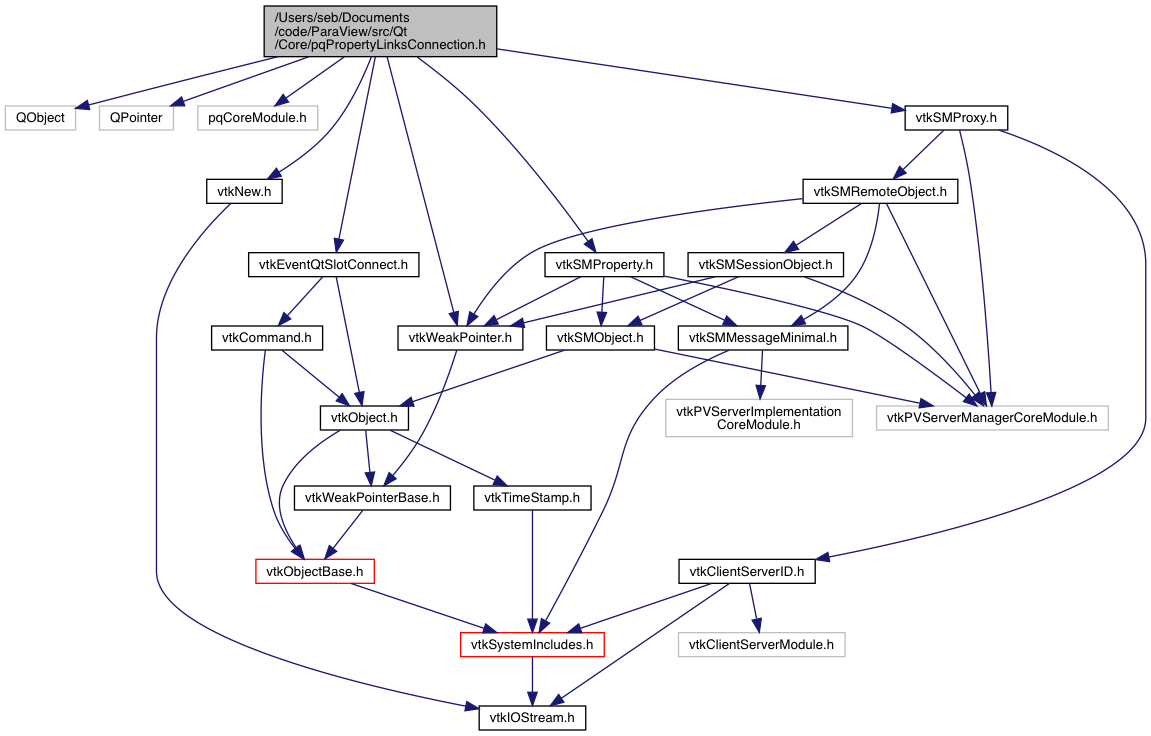 /Users/seb/Documents
/code/ParaView/src/Qt
/Core/pqPropertyLinksConnection.h
QObject
QPointer
pqCoreModule.h
vtkSMProxy.h
vtkNew.h
vtkSMRemoteObject.h
vtkEventQtSlotConnect.h
vtkSMProperty.h
vtkSMSessionObject.h
vtkCommand.h
vtkWeakPointer.h
vtkSMObject.h
vtkSMMessageMinimal.h
vtkObject.h
vtkPVServerImplementation
CoreModule.h
vtkPVServerManagerCoreModule.h
vtkWeakPointerBase.h
vtkTimeStamp.h
vtkObjectBase.h
vtkClientServerID.h
vtkSystemIncludes.h
vtkClientServerModule.h
vtkIOStream.h